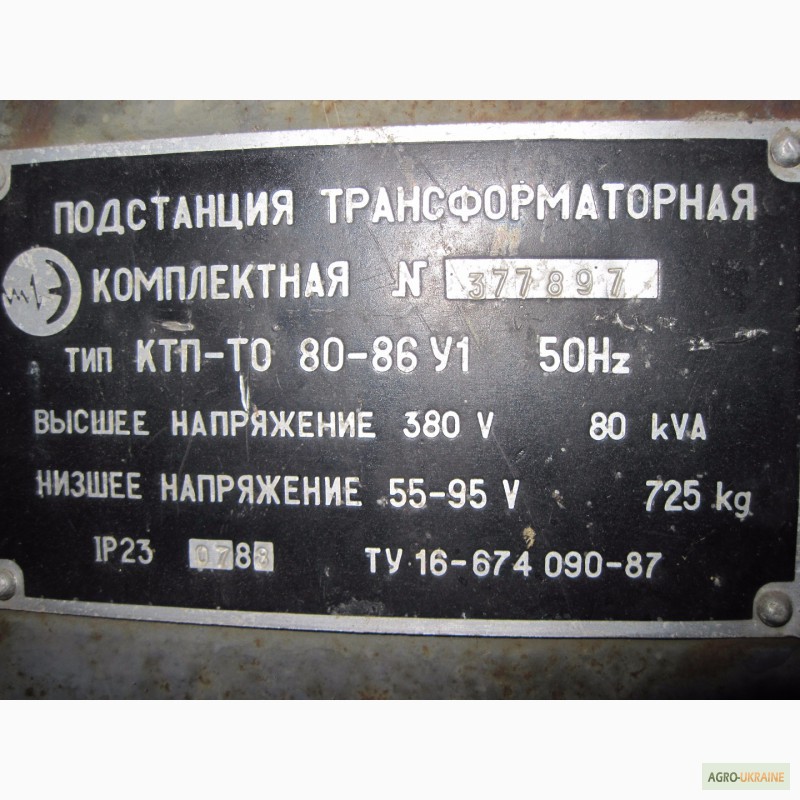 ПОДСТАНЦИЯ ТРАНСФОРМАТОРНАЯ
КОМПЛЕКТНАЯ N 377897
ТИП КТП-ТО 80-86 У1 50Hz
ВЫСШЕЕ НАПРЯЖЕНИЕ 380 V 80 kVA
НИЗШЕЕ НАПРЯЖЕНИЕ 55-95 V 725 kg
IP23 0788 ТУ 16-674 090-87
AGRO-UKRAINE